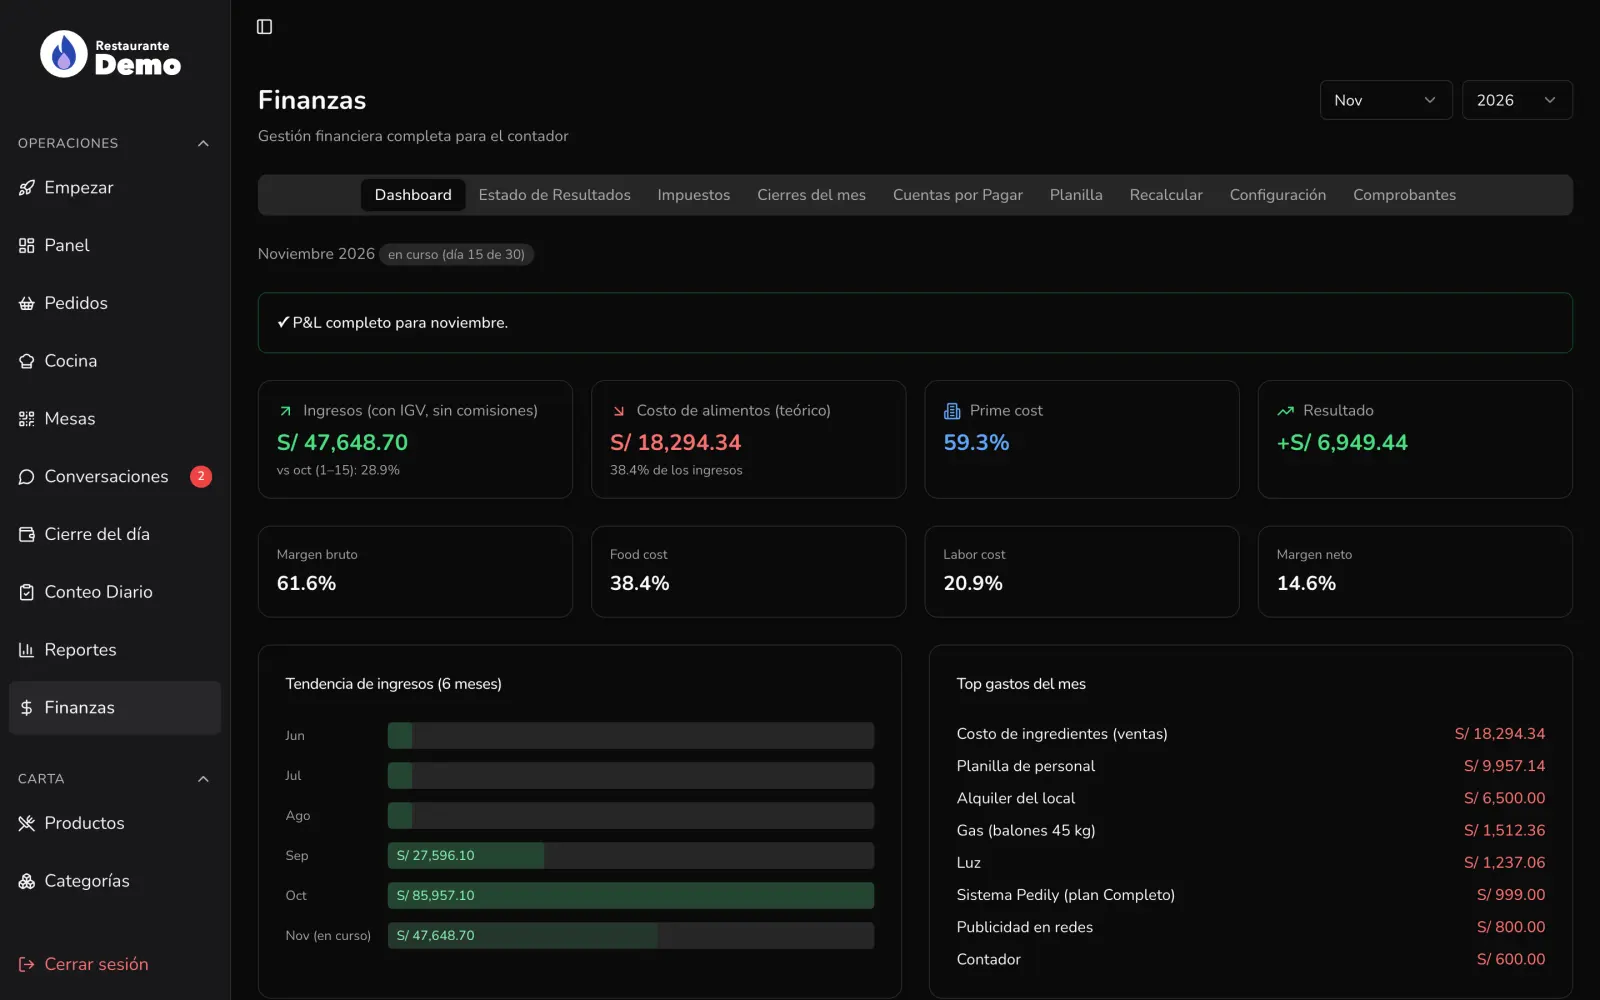 Restaurante
Demo
OPERACIONES
Empezar
Panel
Pedidos
Cocina
Mesas
Conversaciones 2
Cierre del día
Conteo Diario
Reportes
Finanzas
CARTA
Productos
Categorías
Cerrar sesión
Finanzas
Gestión financiera completa para el contador
Nov
2026
Dashboard Estado de Resultados Impuestos Cierres del mes Cuentas por Pagar Planilla Recalcular Configuración Comprobantes
Noviembre 2026 en curso (día 15 de 30)
✓ P&L completo para noviembre.
Ingresos (con IGV, sin comisiones)
S/ 47,648.70
vs oct (1–15): 28.9%
Costo de alimentos (teórico)
S/ 18,294.34
38.4% de los ingresos
Prime cost
59.3%
Resultado
+S/ 6,949.44
Margen bruto
61.6%
Food cost
38.4%
Labor cost
20.9%
Margen neto
14.6%
Tendencia de ingresos (6 meses)
Jun
Jul
Ago
Sep S/ 27,596.10
Oct S/ 85,957.10
Nov (en curso) S/ 47,648.70
Top gastos del mes
Costo de ingredientes (ventas) S/ 18,294.34
Planilla de personal S/ 9,957.14
Alquiler del local S/ 6,500.00
Gas (balones 45 kg) S/ 1,512.36
Luz S/ 1,237.06
Sistema Pedily (plan Completo) S/ 999.00
Publicidad en redes S/ 800.00
Contador S/ 600.00